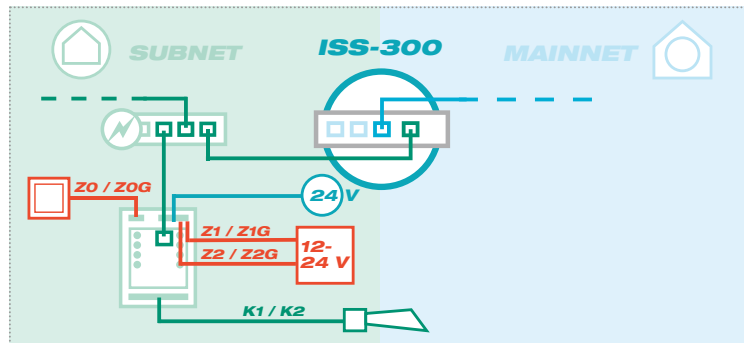 SUBNET
ISS-300
MAINNET
Z0 / Z0G
24 V
Z1 / Z1G
Z2 / Z2G
12-
24 V
K1 / K2